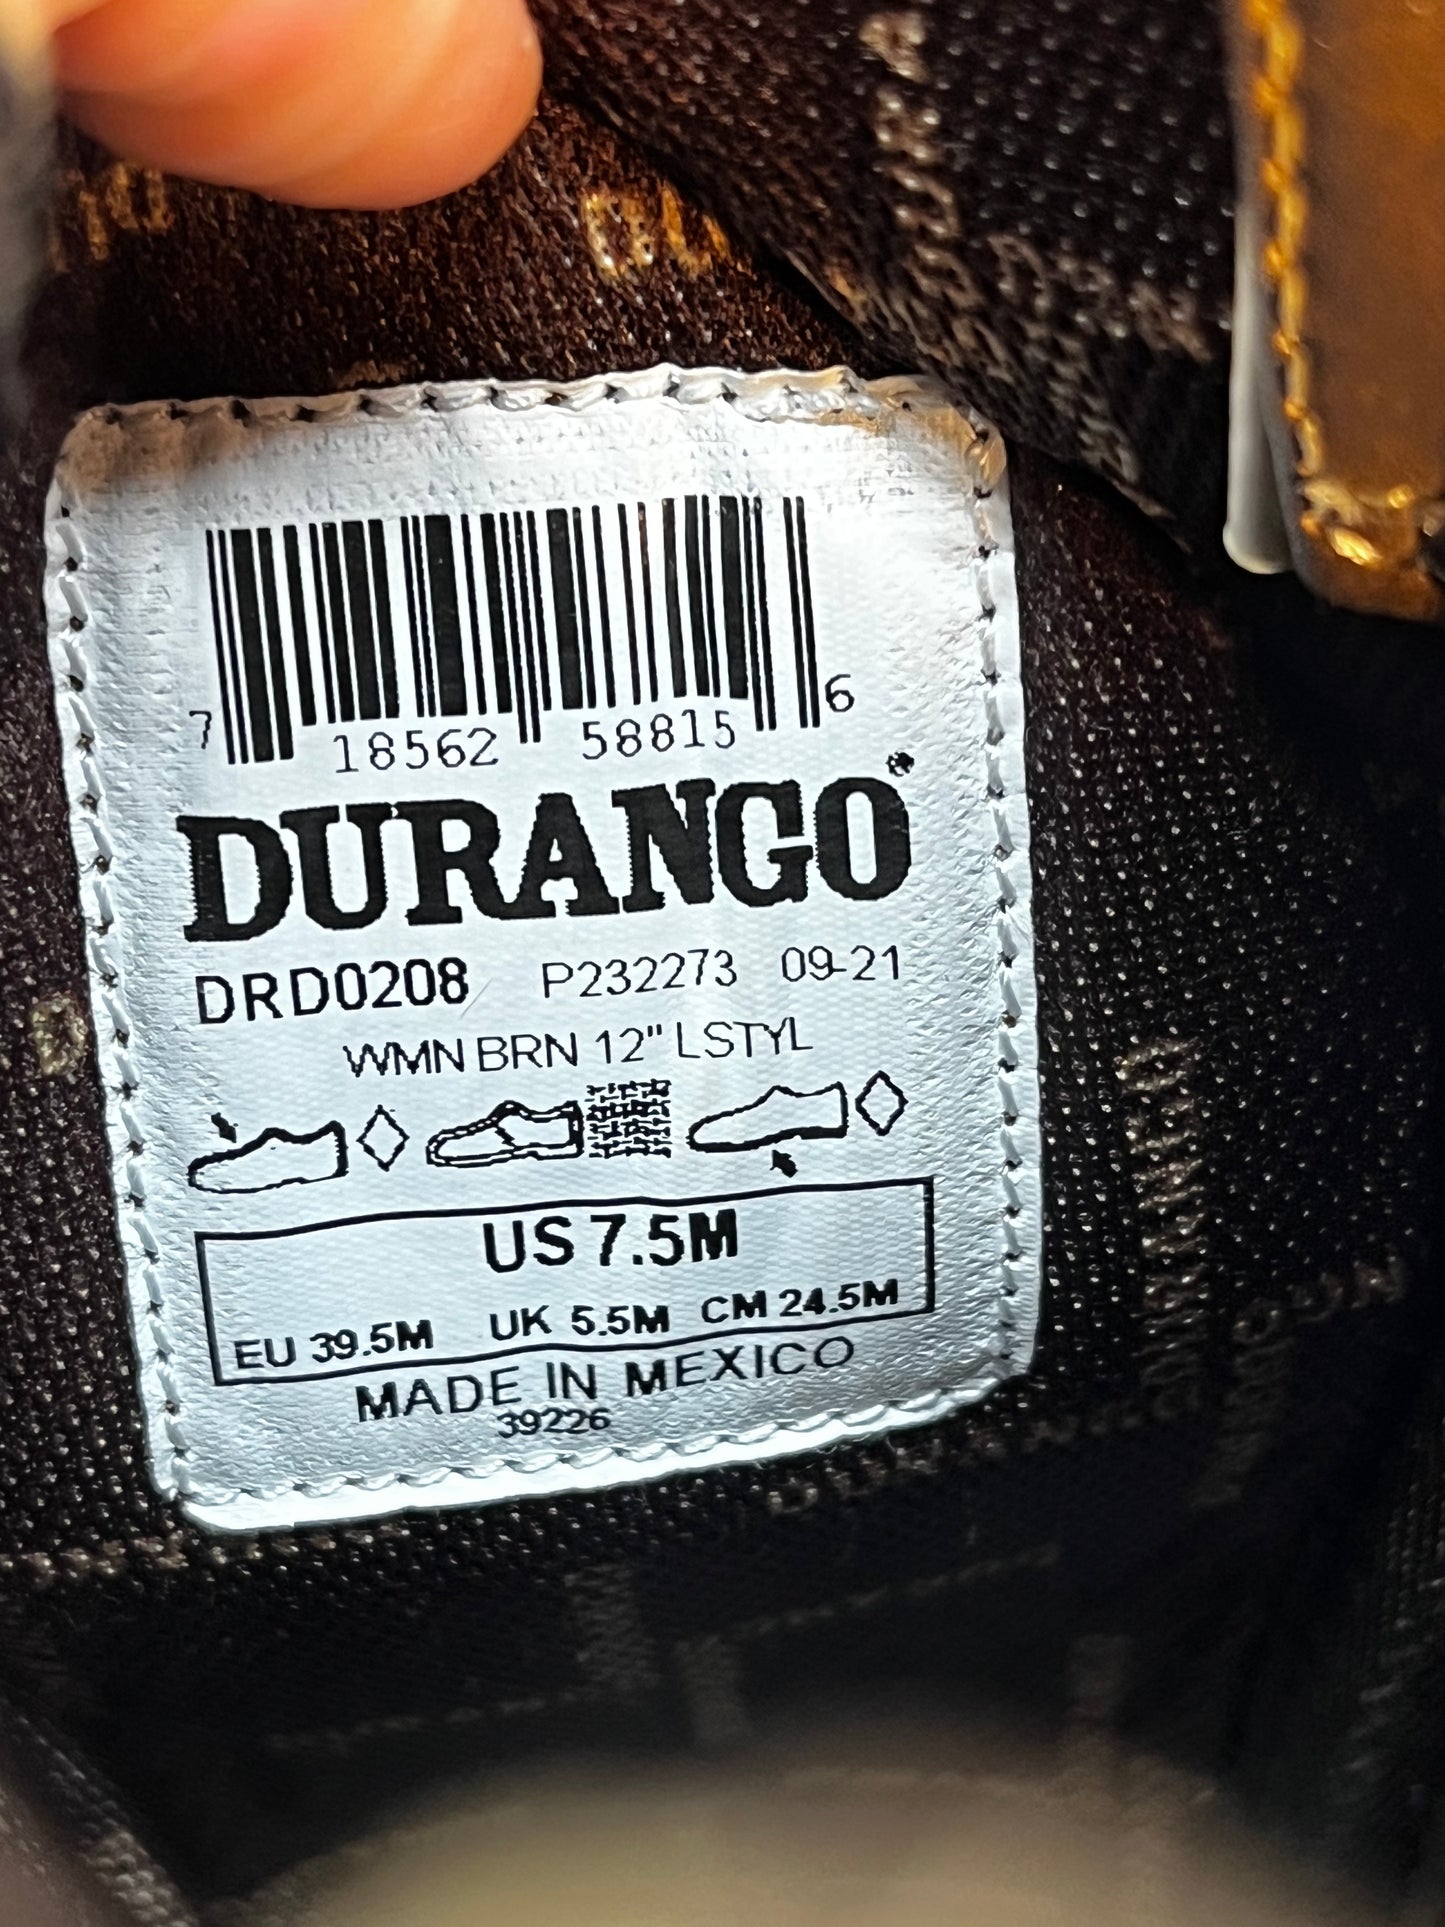 7 18562 58815 6
DURANGO®
DRD0208 P232273 09-21
WMN BRN 12" LSTYL
US 7.5M
EU 39.5M UK 5.5M CM 24.5M
MADE IN MEXICO
39226